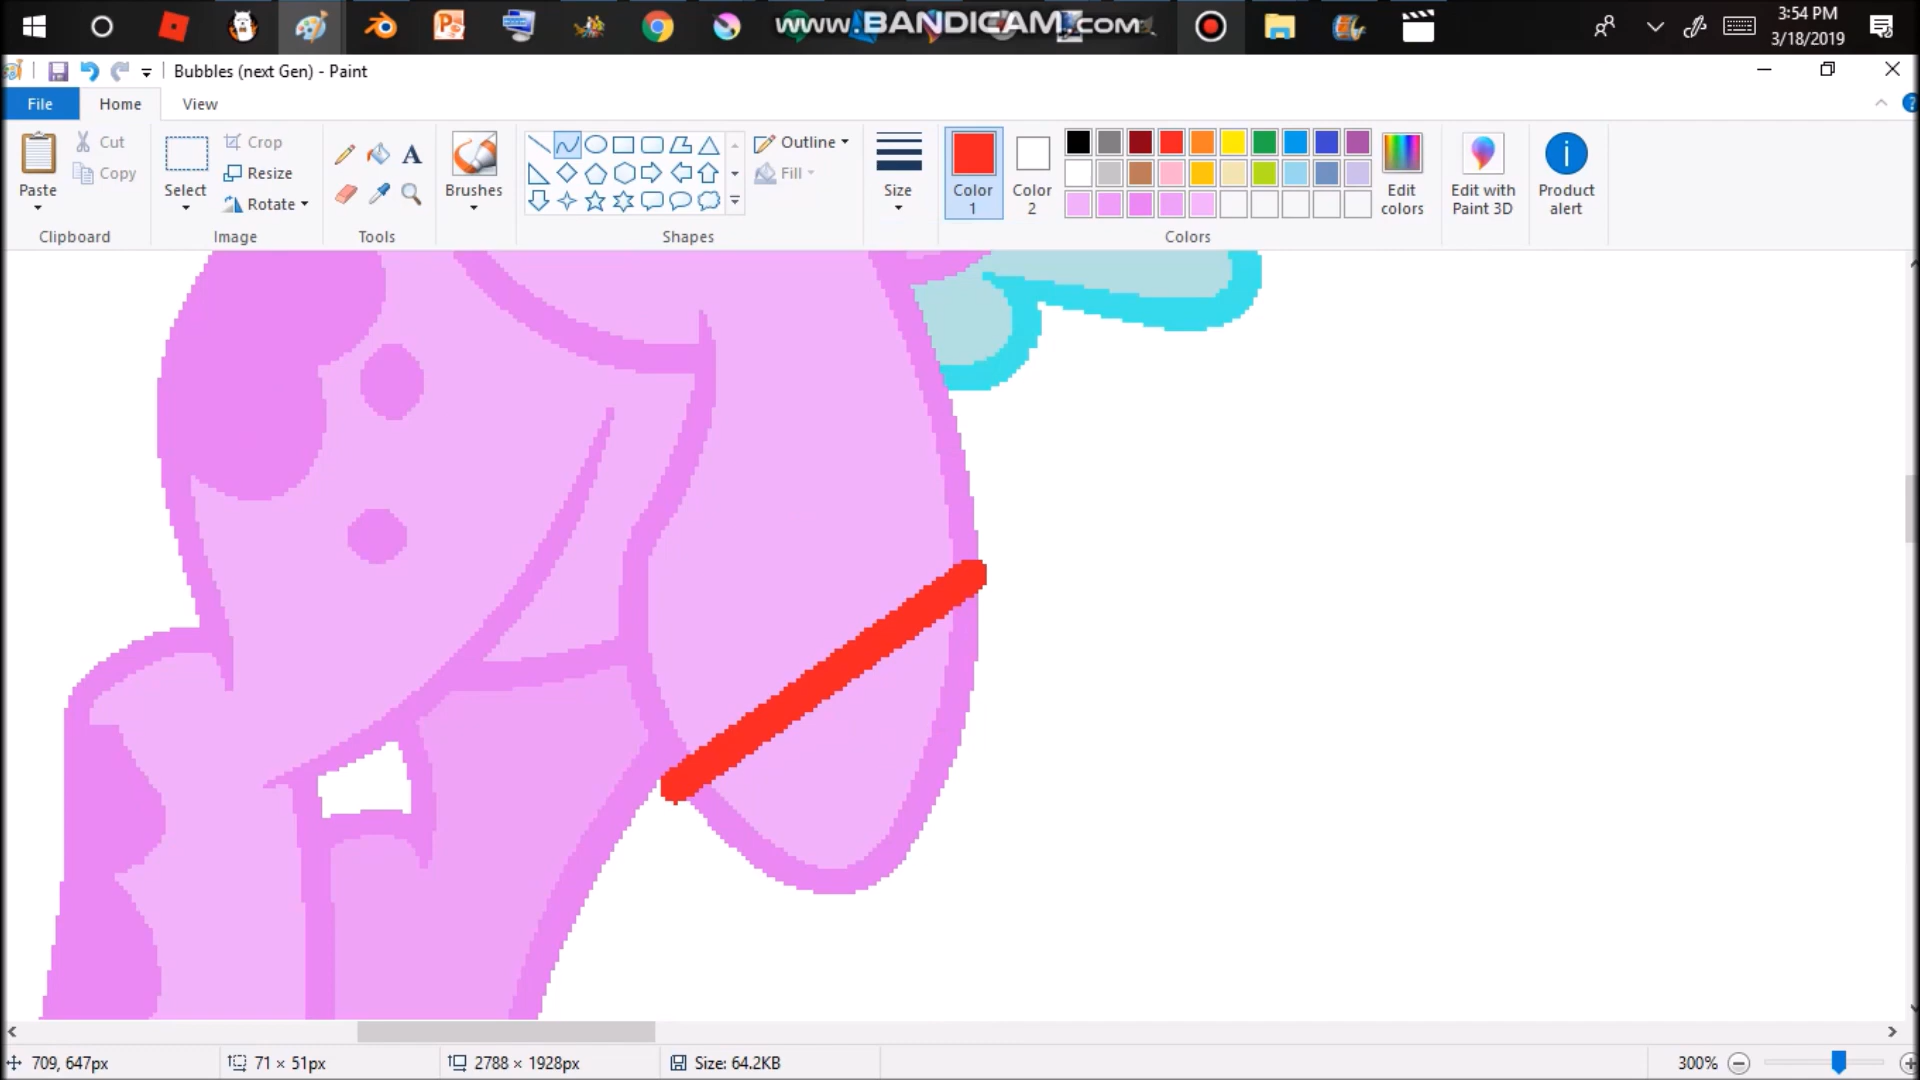 www.BANDICAM.com
3:54 PM
3/18/2019
Bubbles (next Gen) - Paint
File
Home
View
Paste
Cut
Copy
Clipboard
Select
Crop
Resize
Rotate
Image
A
Tools
Brushes
Shapes
Outline
Fill
Size
Color
1
Color
2
Colors
Edit
colors
Edit with
Paint 3D
Product
alert
709, 647px
71 × 51px
2788 × 1928px
Size: 64.2KB
300%